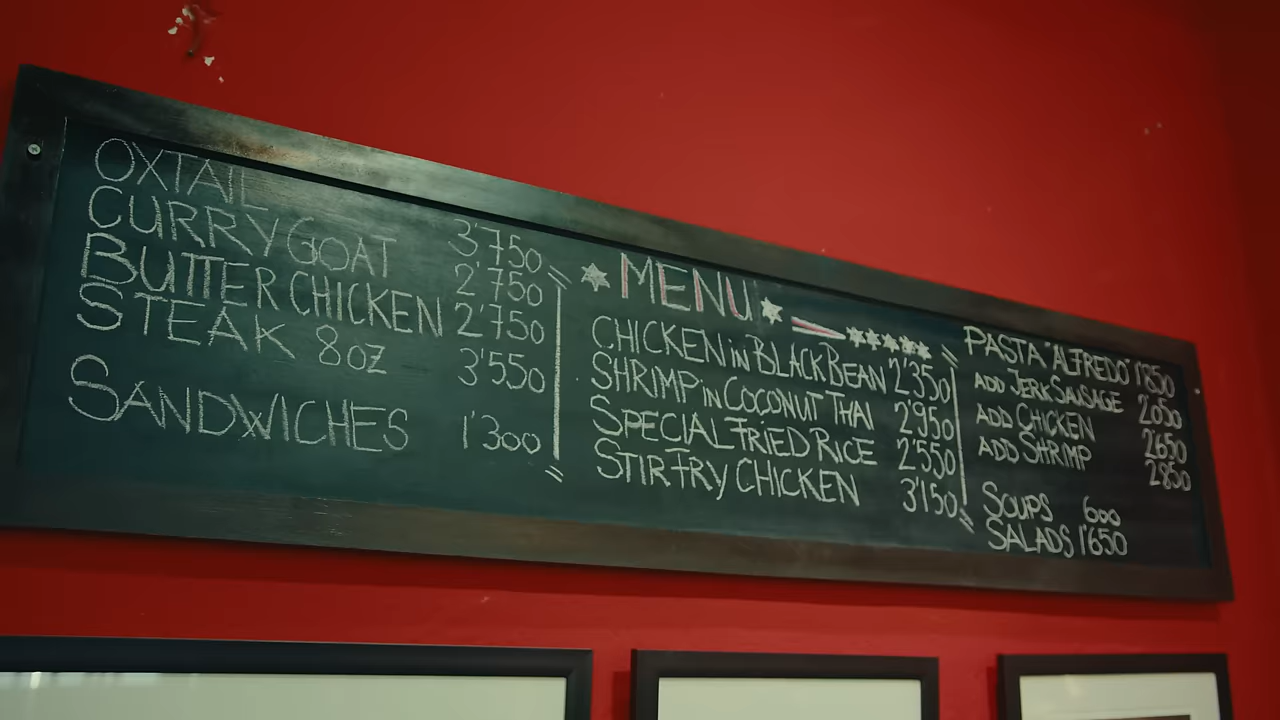 OXTAIL 3'750
CURRY GOAT 2'750
BUTTER CHICKEN 2'750
STEAK 8oz 3'550
SANDWICHES 1'300
MENU
CHICKEN in BLACK BEAN 2'350
SHRIMP in COCONUT THAI 2'950
SPECIAL FRIED RICE 2'550
STIR FRY CHICKEN 3'150
PASTA "ALFREDO" 1'850
ADD JERK SAUSAGE 2050
ADD CHICKEN 2650
ADD SHRIMP 2850
SOUPS 600
SALADS 1'650